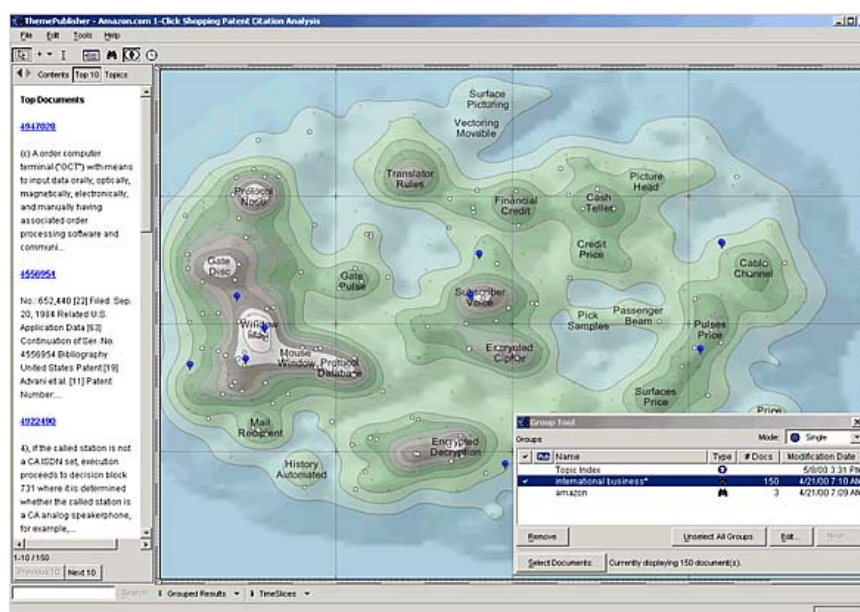 ThemePublisher - Amazon.com 1-Click Shopping Patent Citation Analysis
File Edit Tools Help
Contents Top 10 Topics
Top Documents
4947028
(c) A order computer
terminal ("OCT") with means
to input data orally, optically,
magnetically, electronically,
and manually having
associated order
processing software and
communi...
4556954
No.: 652,440 [22] Filed: Sep.
20, 1984 Related U.S.
Application Data [63]
Continuation of Ser. No.
4556954 Bibliography
United States Patent [19]
Advani et al. [11] Patent
Number:...
4922490
4), if the called station is not
a CA ISDN set, execution
proceeds to decision block
731 where it is determined
whether the called station is
a CA analog speakerphone,
for example,...
1-10 / 150
Previous 10 Next 10
Search Grouped Results TimeSlices
Surface
Picturing
Vectoring
Movable
Translator
Rules
Picture
Head
Protocol
Node
Financial
Credit
Cash
Teller
Credit
Price
Gate
Disc
Gate
Pulse
Cable
Channel
Subscriber
Voice
Pick
Samples
Passenger
Beam
Pulses
Price
Window
Mouse
Window
Protocol
Database
Encrypted
Cipher
Surfaces
Price
Mail
Recipient
Encrypted
Decryption
History
Automated
Price
Group Tool
Groups Mode: Single
Name Type # Docs Modification Date
Topic Index 5/8/00 3:31 PM
international business* 150 4/21/00 7:10 AM
amazon 3 4/21/00 7:09 AM
Remove Unselect All Groups Edit...
Select Documents: Currently displaying 150 document(s).